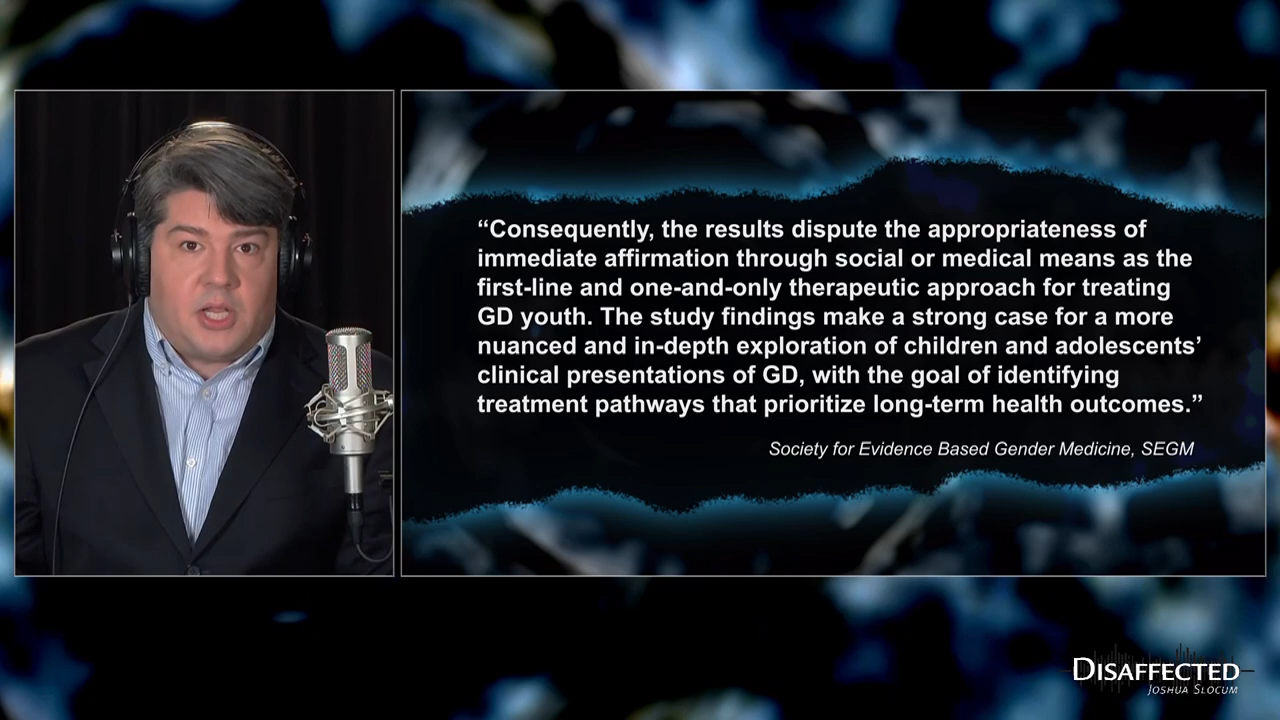 “Consequently, the results dispute the appropriateness of
immediate affirmation through social or medical means as the
first-line and one-and-only therapeutic approach for treating
GD youth. The study findings make a strong case for a more
nuanced and in-depth exploration of children and adolescents’
clinical presentations of GD, with the goal of identifying
treatment pathways that prioritize long-term health outcomes.”
Society for Evidence Based Gender Medicine, SEGM
DISAFFECTED
JOSHUA SLOCUM